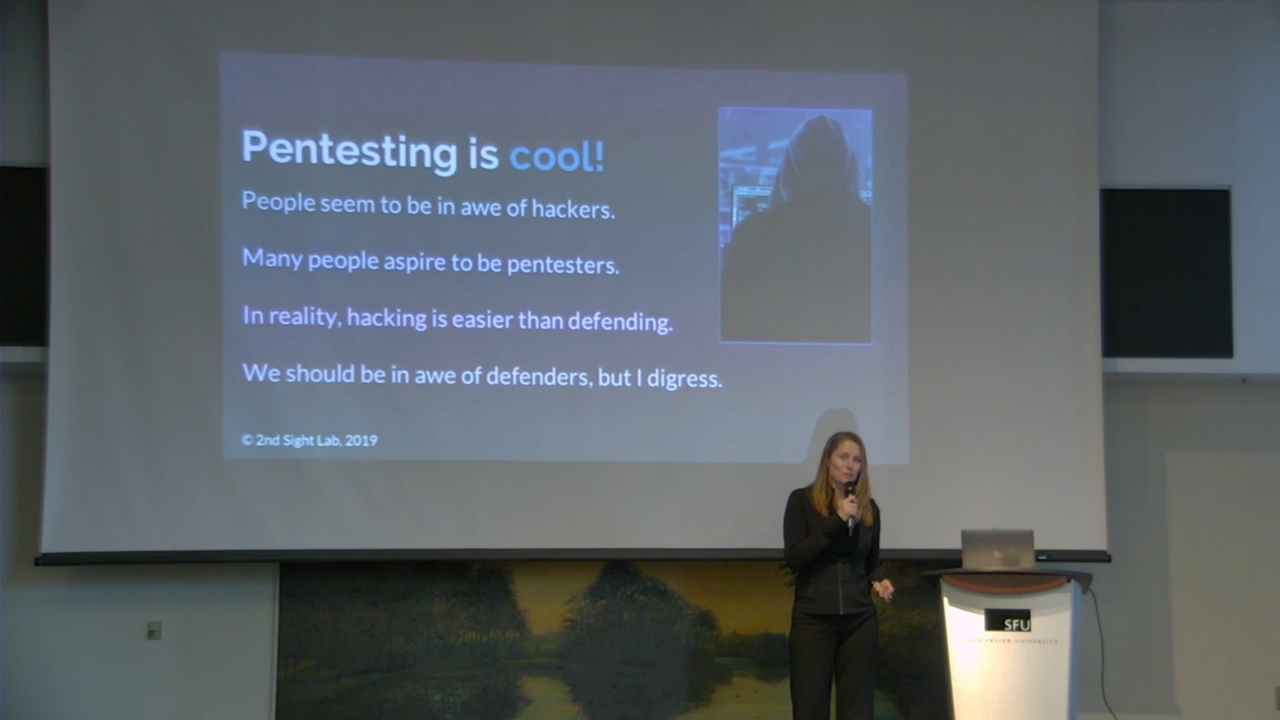 Pentesting is cool!
People seem to be in awe of hackers.
Many people aspire to be pentesters.
In reality, hacking is easier than defending.
We should be in awe of defenders, but I digress.
© 2nd Sight Lab, 2019
SFU
FRASER UNIVERSITY